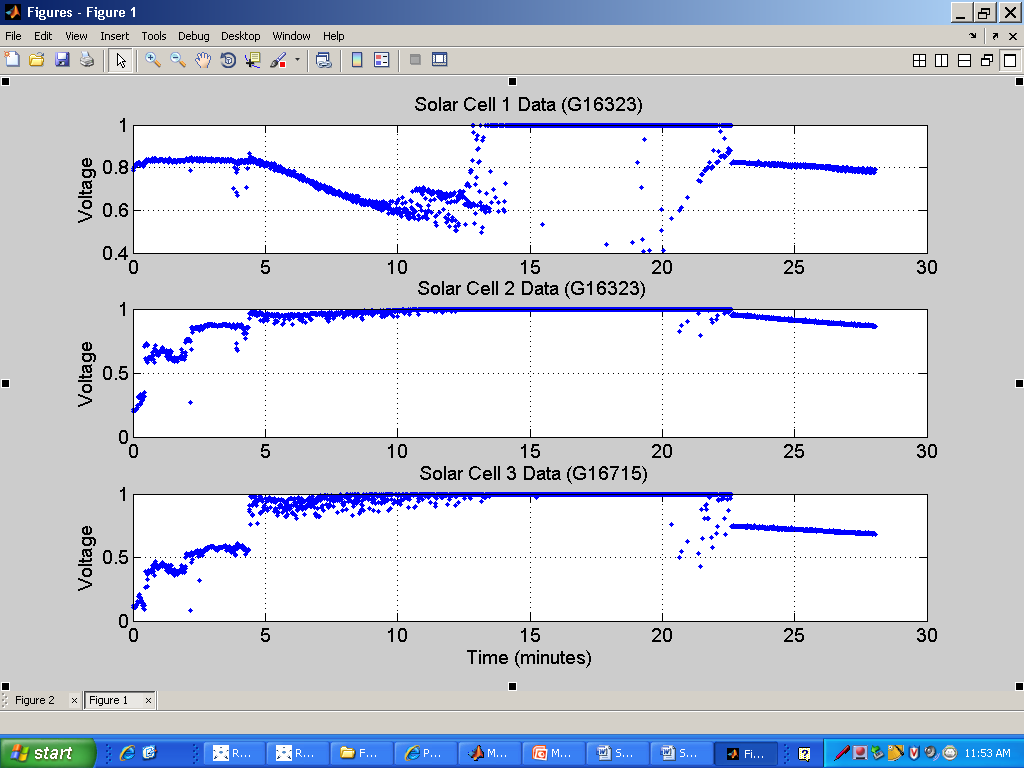 Figures - Figure 1
File Edit View Insert Tools Debug Desktop Window Help
Solar Cell 1 Data (G16323)
1
0.8
0.6
0.4
Voltage
0 5 10 15 20 25 30
Solar Cell 2 Data (G16323)
1
0.5
0
Voltage
0 5 10 15 20 25 30
Solar Cell 3 Data (G16715)
1
0.5
0
Voltage
0 5 10 15 20 25 30
Time (minutes)
Figure 2 × Figure 1 ×
start R... R... F... P... M... M... S... S... Fi... 11:53 AM